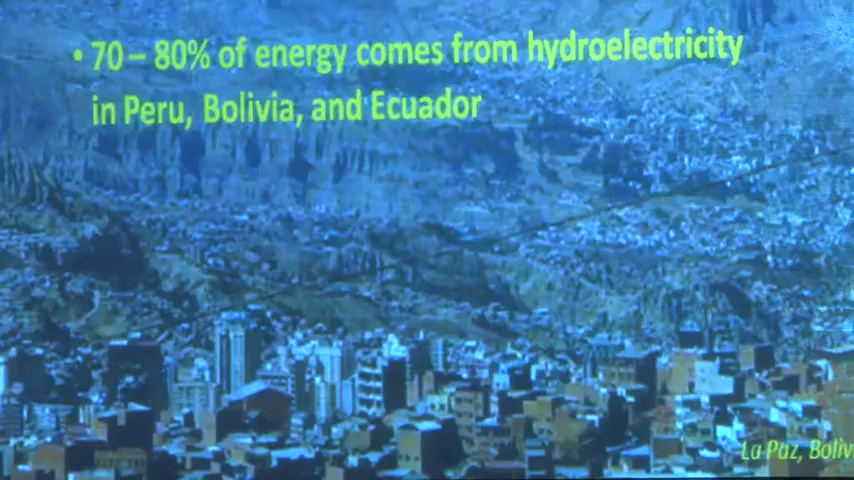 • 70 – 80% of energy comes from hydroelectricity
in Peru, Bolivia, and Ecuador
La Paz, Boliv